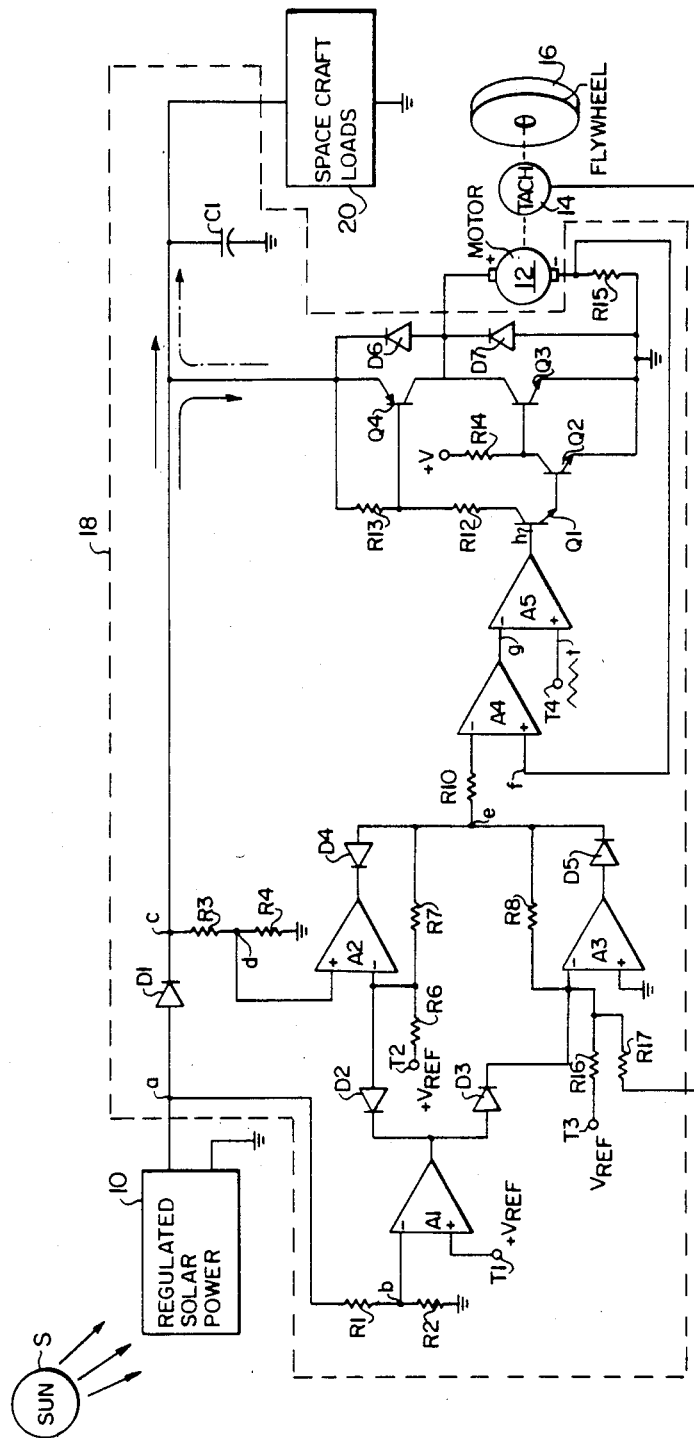 18
SUN
S
10
REGULATED
SOLAR
POWER
a
D1
c
R3
d
R4
C1
SPACE CRAFT
LOADS
20
R1
b
R2
A1
-
+
T1
+VREF
D2
D3
T2
+VREF
R6
R7
A2
+
-
D4
T3
VREF
R16
R17
R8
A3
-
+
D5
e
R10
f
A4
-
+
g
T4
t
A5
-
+
h
Q1
R12
R13
+V
R14
Q2
Q3
Q4
D6
D7
MOTOR
+
12
-
R15
TACH
14
16
FLYWHEEL